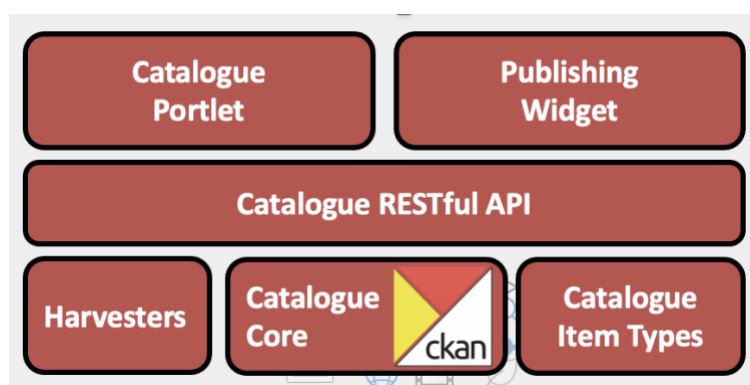 Catalogue
Portlet
Publishing
Widget
Catalogue RESTful API
Harvesters
Catalogue
Core
ckan
Catalogue
Item Types